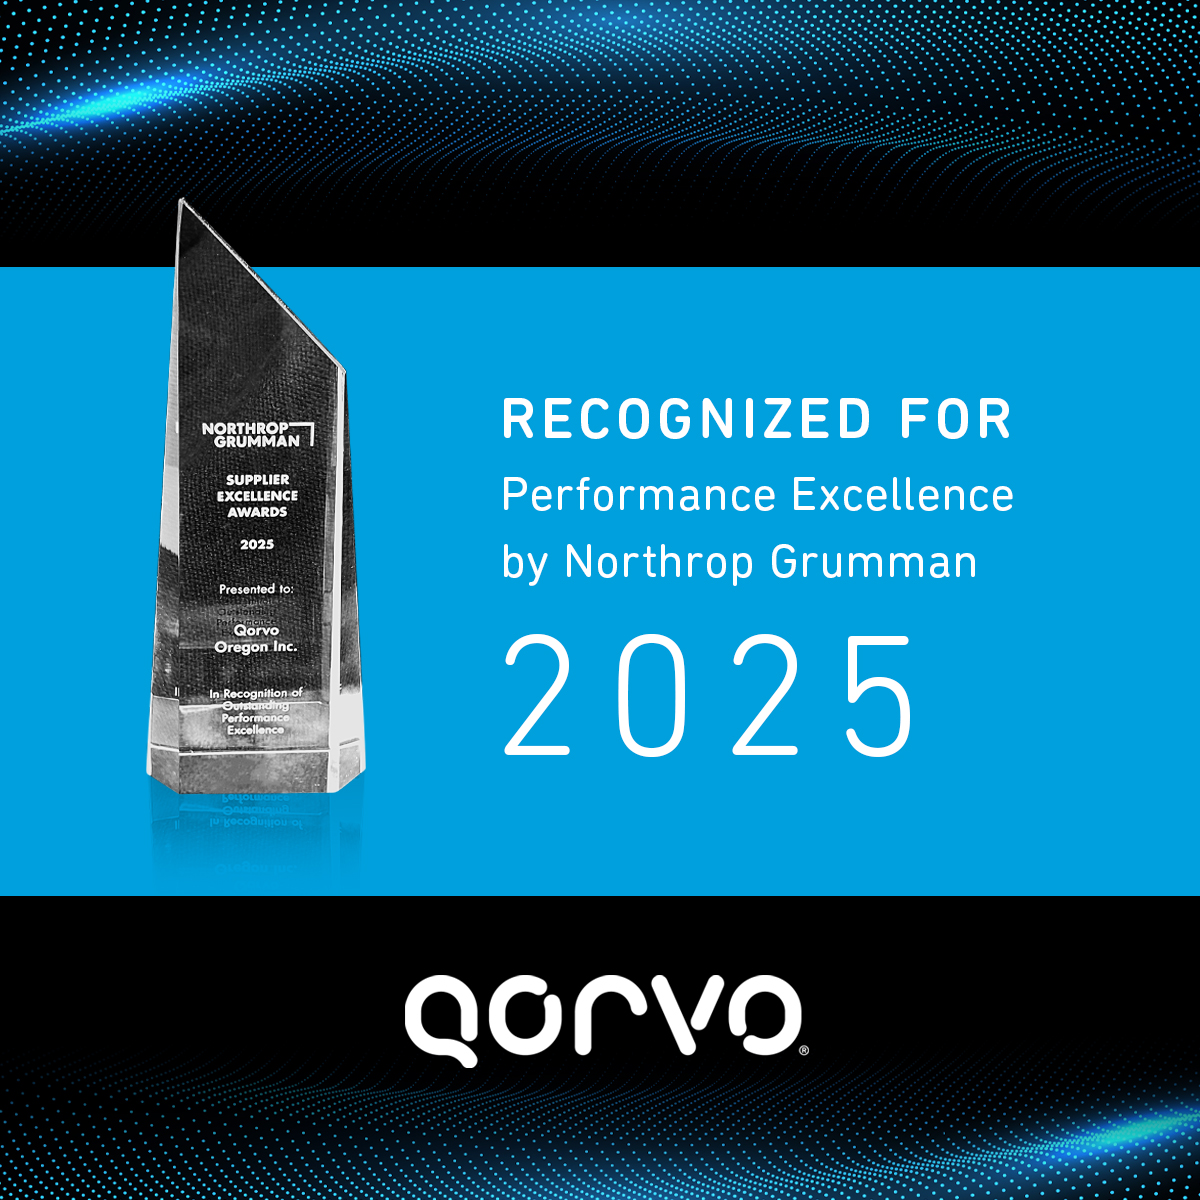 NORTHROP
GRUMMAN
SUPPLIER
EXCELLENCE
AWARDS
2025
Presented to:
Qorvo
Oregon Inc.
In Recognition of
Outstanding
Performance
Excellence
RECOGNIZED FOR
Performance Excellence
by Northrop Grumman
2025
QORVO®